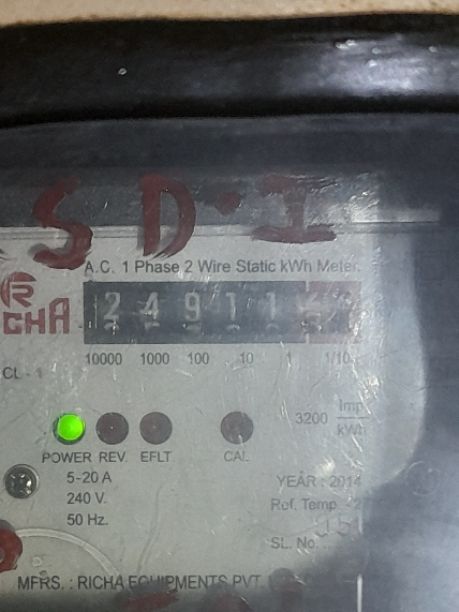 S D·I
A.C. 1 Phase 2 Wire Static kWh Meter
R
CHA
24911
10000 1000 100 10 1 1/10
CL - 1
3200 Imp
kWh
POWER REV. EFLT CAL
5-20 A
240 V.
50 Hz.
YEAR : 2014
Ref. Temp.
SL. No.
MFRS. : RICHA EQUIPMENTS PVT.